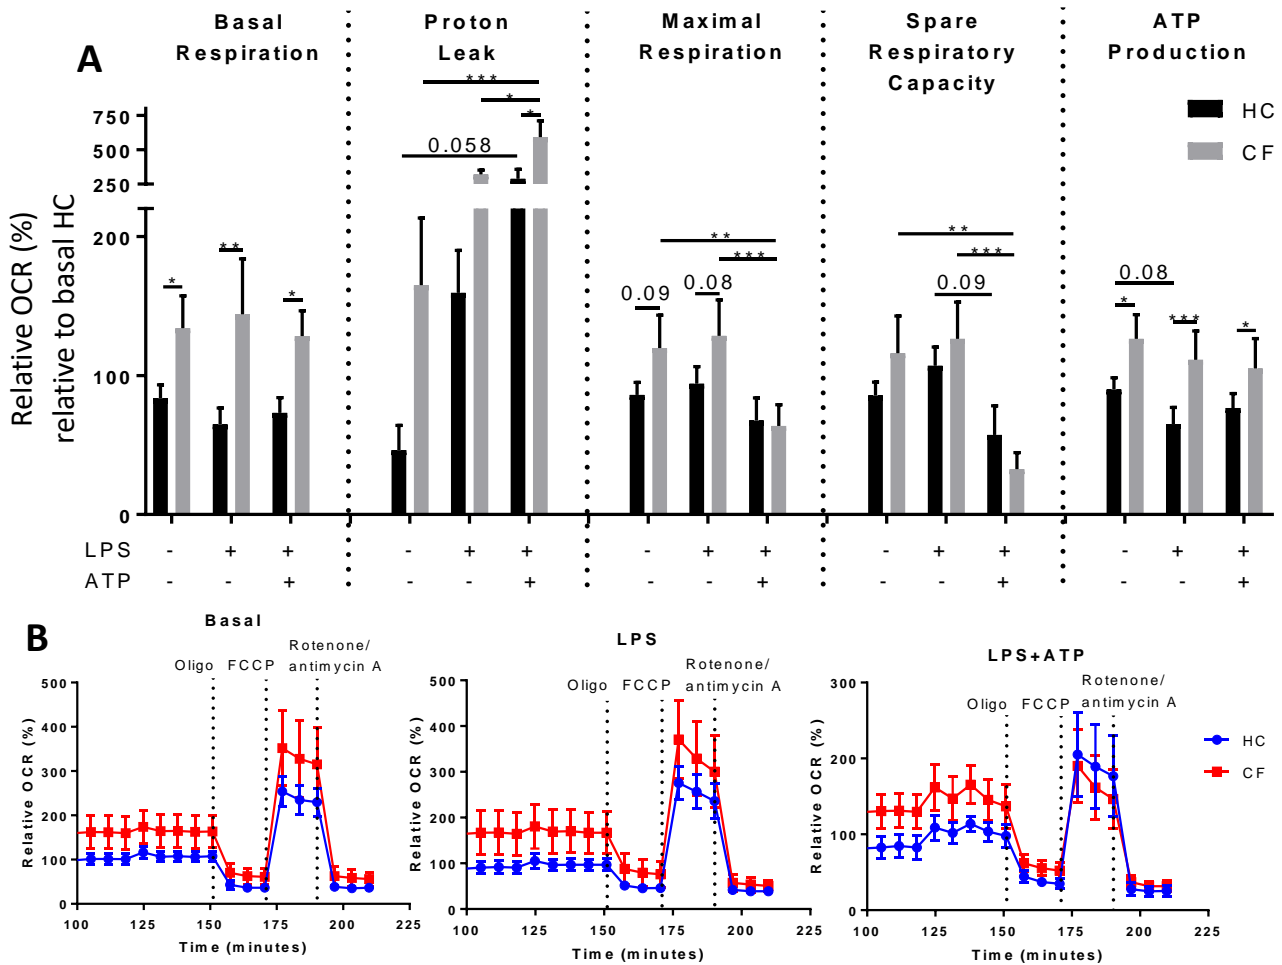 Basal
Respiration
Proton
Leak
Maximal
Respiration
Spare
Respiratory
Capacity
ATP
Production
A
HC
CF
Relative OCR (%)
relative to basal HC
750
500
250
200
100
0
*
**
*
***
*
*
0.058
0.09
0.08
**
***
**
***
0.09
0.08
*
***
*
LPS - + + - + + - + + - + + - + +
ATP - - + - - + - - + - - + - - +
B
Basal
Oligo FCCP Rotenone/
antimycin A
Relative OCR (%)
500
400
300
200
100
0
100 125 150 175 200 225
Time (minutes)
LPS
Oligo FCCP Rotenone/
antimycin A
Relative OCR (%)
500
400
300
200
100
0
100 125 150 175 200 225
Time (minutes)
LPS+ATP
Oligo FCCP Rotenone/
antimycin A
Relative OCR (%)
300
200
100
0
100 125 150 175 200 225
Time (minutes)
HC
CF